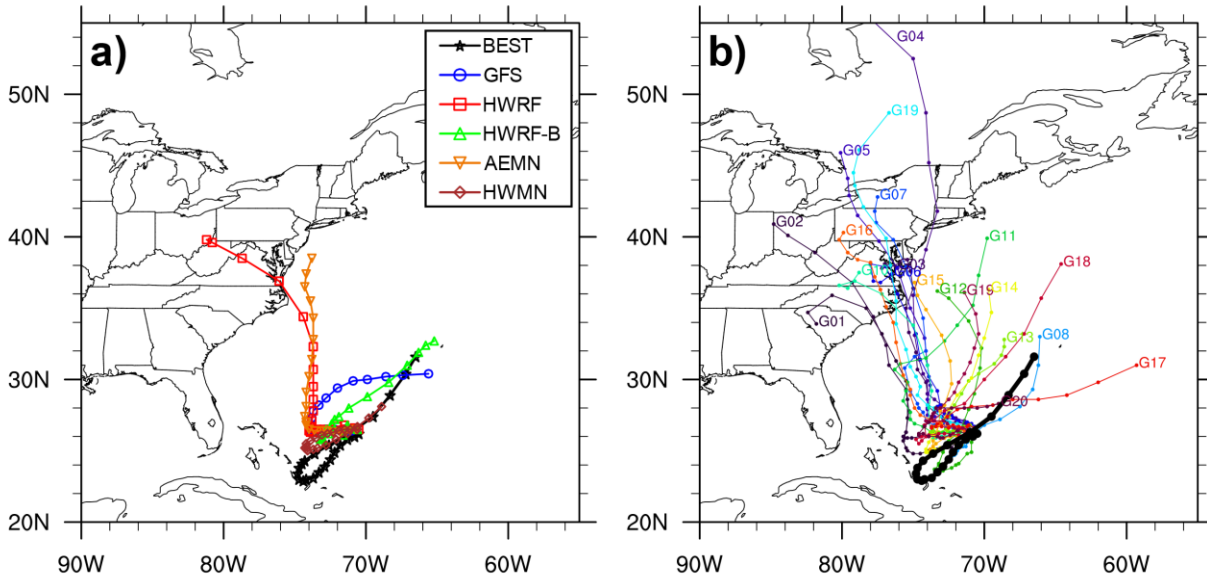 a)
BEST
GFS
HWRF
HWRF-B
AEMN
HWMN
50N
40N
30N
20N
90W 80W 70W 60W
b)
G04
G19
G05
G07
G02
G16
G03
G06
G11
G18
G15
G12
G19
G14
G01
G13
G08
G17
G20
50N
40N
30N
20N
90W 80W 70W 60W